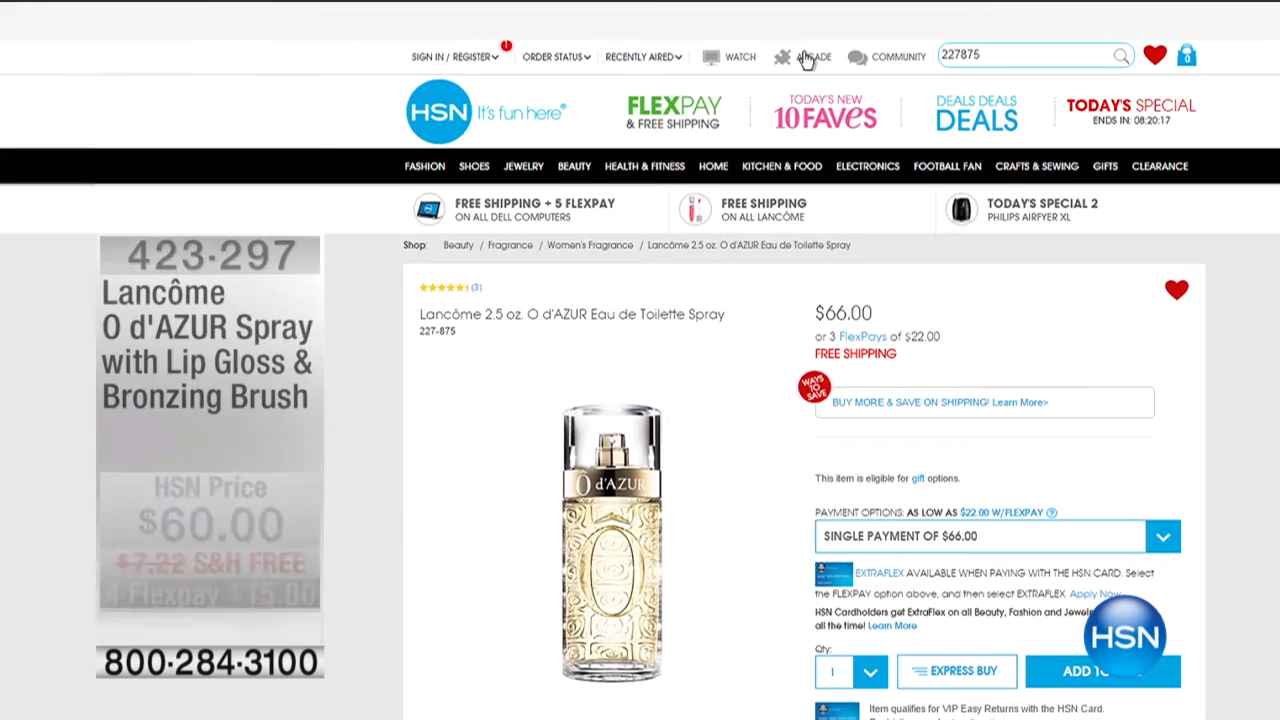 SIGN IN / REGISTER
ORDER STATUS
RECENTLY AIRED
WATCH
COMMUNITY
227875
0
HSN It's fun here®
FLEXPAY
& FREE SHIPPING
TODAY'S NEW
10 FAVES
DEALS DEALS
DEALS
TODAY'S SPECIAL
ENDS IN: 08:20:17
FASHION SHOES JEWELRY BEAUTY HEALTH & FITNESS HOME KITCHEN & FOOD ELECTRONICS FOOTBALL FAN CRAFTS & SEWING GIFTS CLEARANCE
FREE SHIPPING + 5 FLEXPAY
ON ALL DELL COMPUTERS
FREE SHIPPING
ON ALL LANCÔME
TODAY'S SPECIAL 2
PHILIPS AIRFYER XL
Shop: Beauty / Fragrance / Women's Fragrance / Lancôme 2.5 oz. O d'AZUR Eau de Toilette Spray
423-297
Lancôme
O d'AZUR Spray
with Lip Gloss &
Bronzing Brush
HSN Price
$60.00
$7.22 S&H FREE
800-284-3100
(3)
Lancôme 2.5 oz. O d'AZUR Eau de Toilette Spray
227-875
O d'AZUR
$66.00
or 3 FlexPays of $22.00
FREE SHIPPING
WAYS
TO
SAVE
BUY MORE & SAVE ON SHIPPING! Learn More>
This item is eligible for gift options.
PAYMENT OPTIONS: AS LOW AS $22.00 W/FLEXPAY ?
SINGLE PAYMENT OF $66.00
EXTRAFLEX AVAILABLE WHEN PAYING WITH THE HSN CARD. Select
the FLEXPAY option above, and then select EXTRAFLEX. Apply Now
HSN Cardholders get ExtraFlex on all Beauty, Fashion and
all the time! Learn More
HSN
Qty:
1
EXPRESS BUY
ADD
Item qualifies for VIP Easy Returns with the HSN Card.